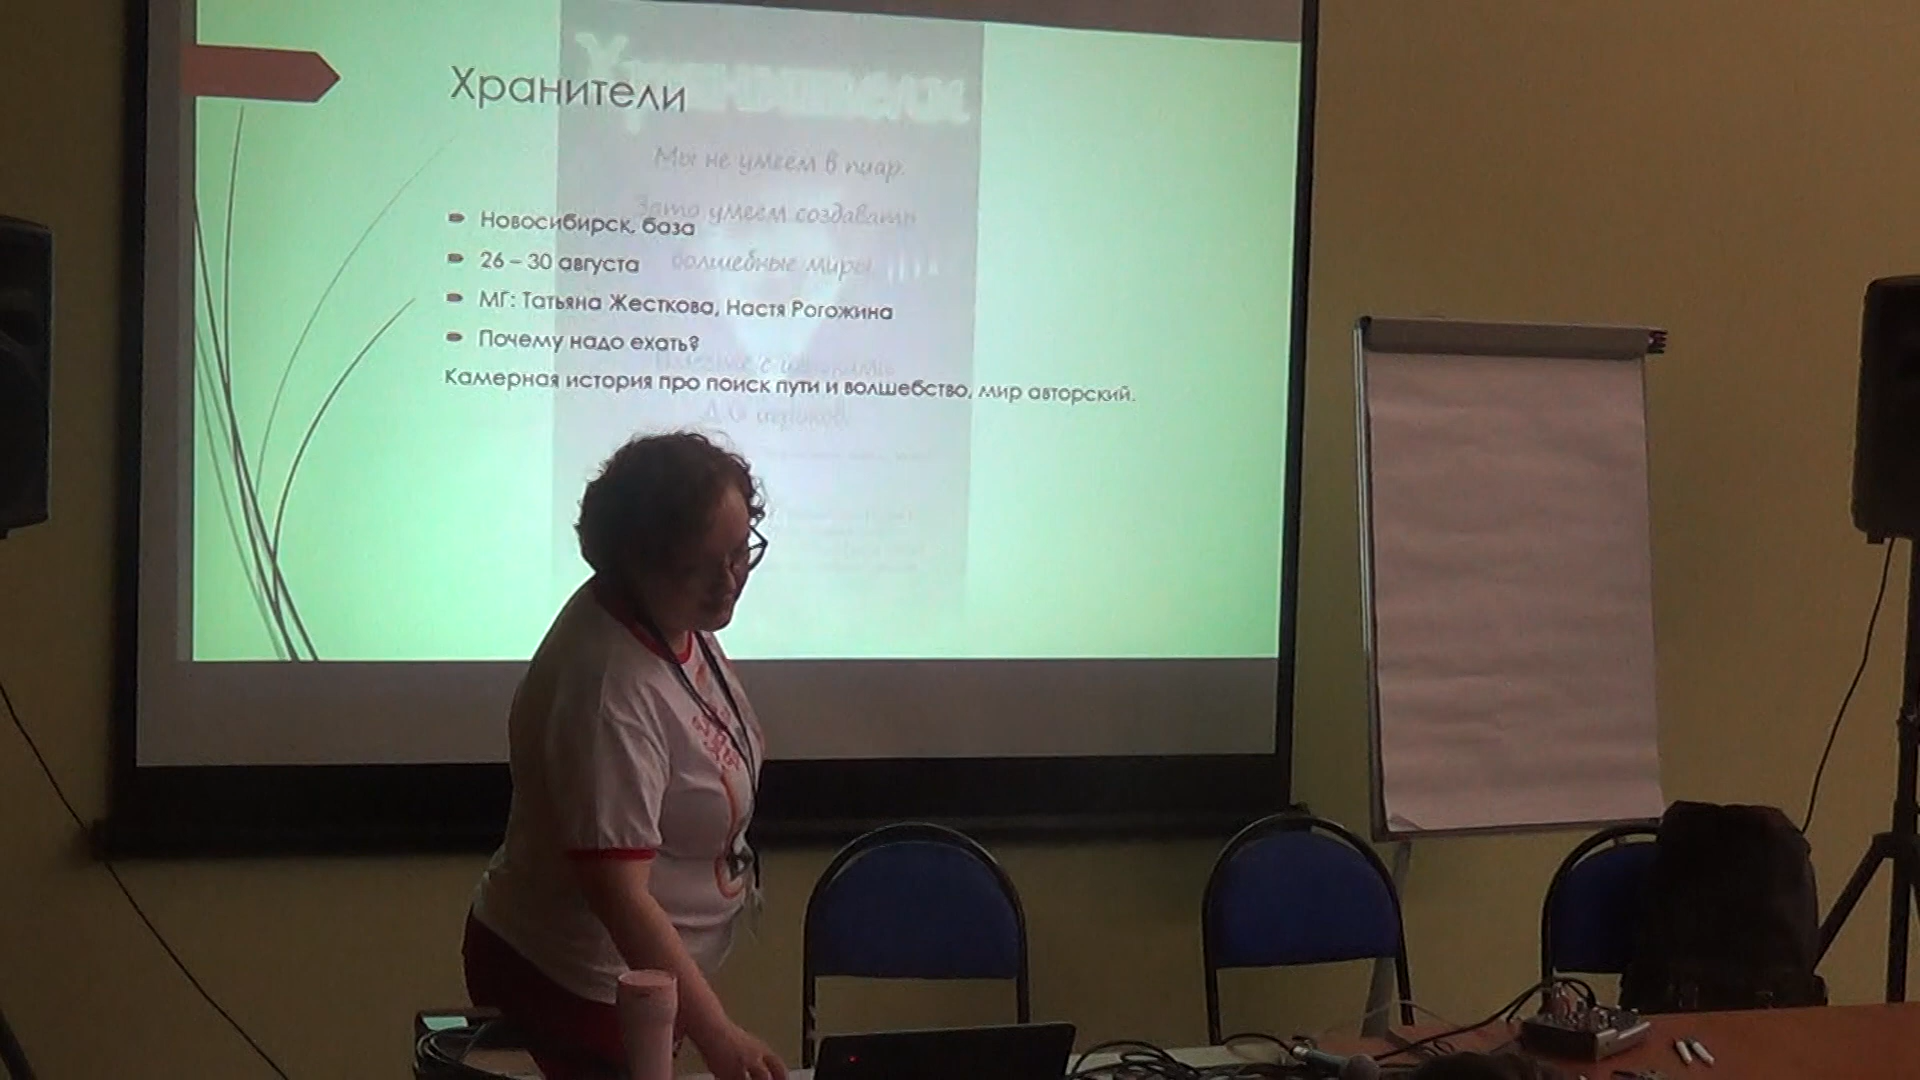 Хранители
Мы не умеем в пиар.
Зато умеем создавать
Новосибирск, база
26 – 30 августа
волшебные миры
МГ: Татьяна Жесткова, Настя Рогожина
Почему надо ехать?
Камерная история про поиск пути и волшебство, мир авторский.